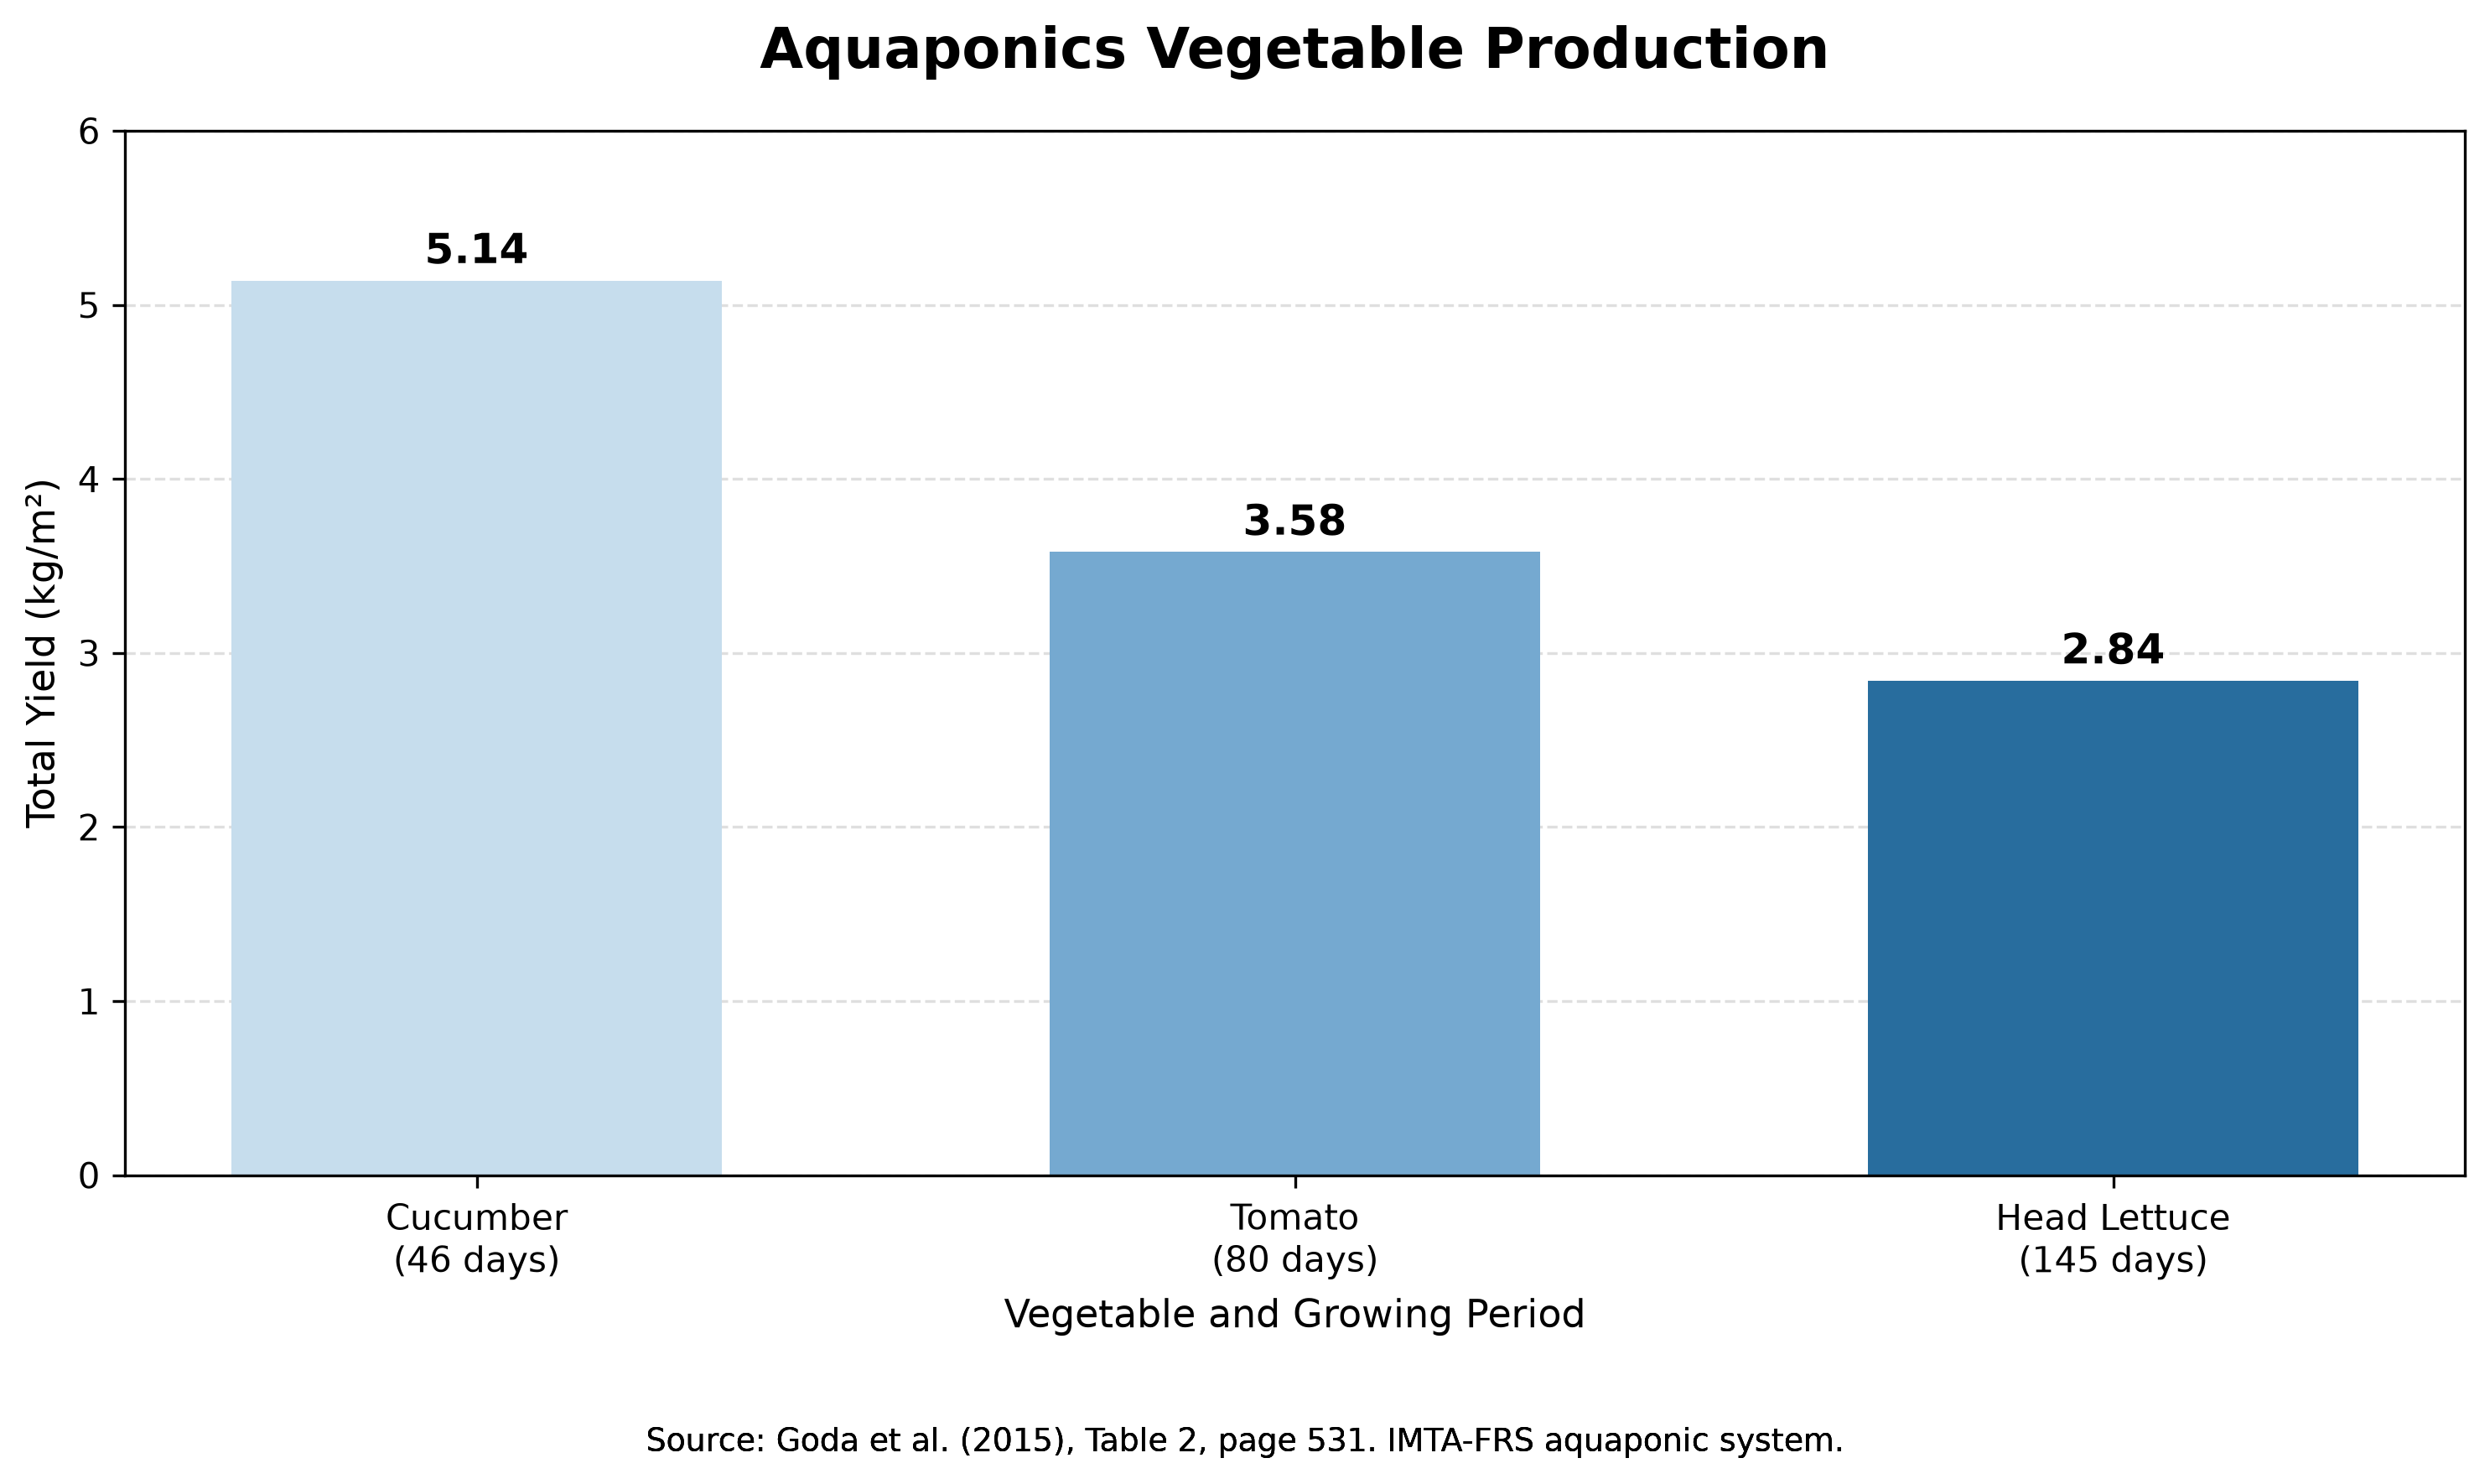 Aquaponics Vegetable Production
Total Yield (kg/m²)
6
5
4
3
2
1
0
5.14
3.58
2.84
Cucumber
(46 days)
Tomato
(80 days)
Head Lettuce
(145 days)
Vegetable and Growing Period
Source: Goda et al. (2015), Table 2, page 531. IMTA-FRS aquaponic system.